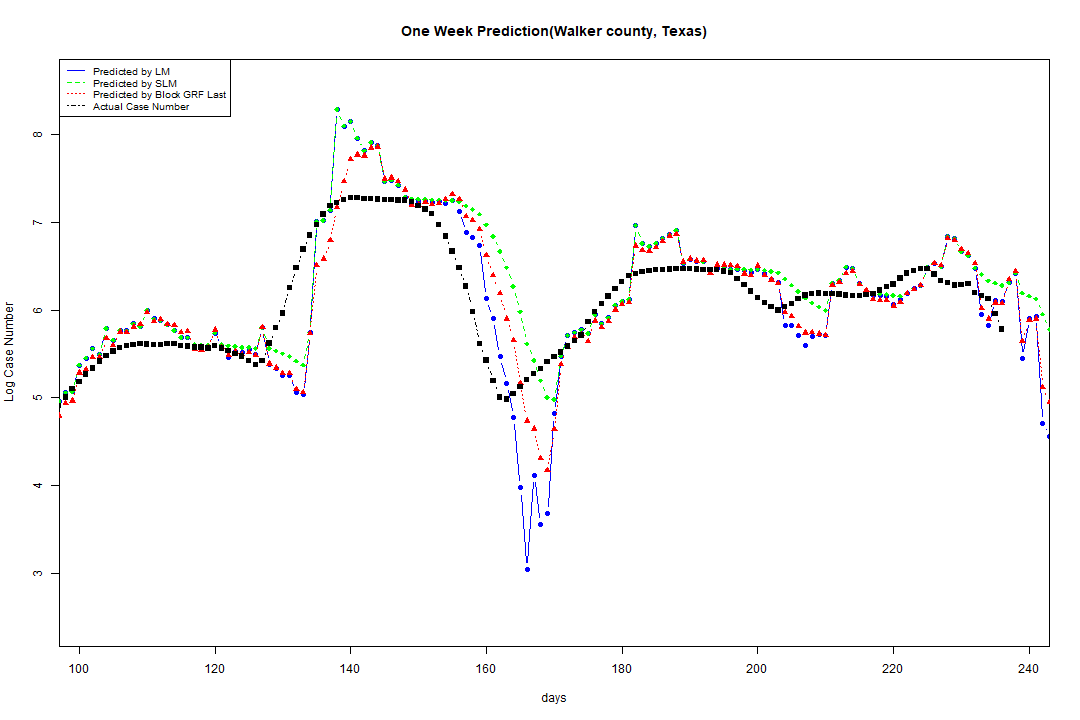 One Week Prediction(Walker county, Texas)
Predicted by LM
Predicted by SLM
Predicted by Block GRF Last
Actual Case Number
8
7
6
5
4
3
Log Case Number
100 120 140 160 180 200 220 240
days